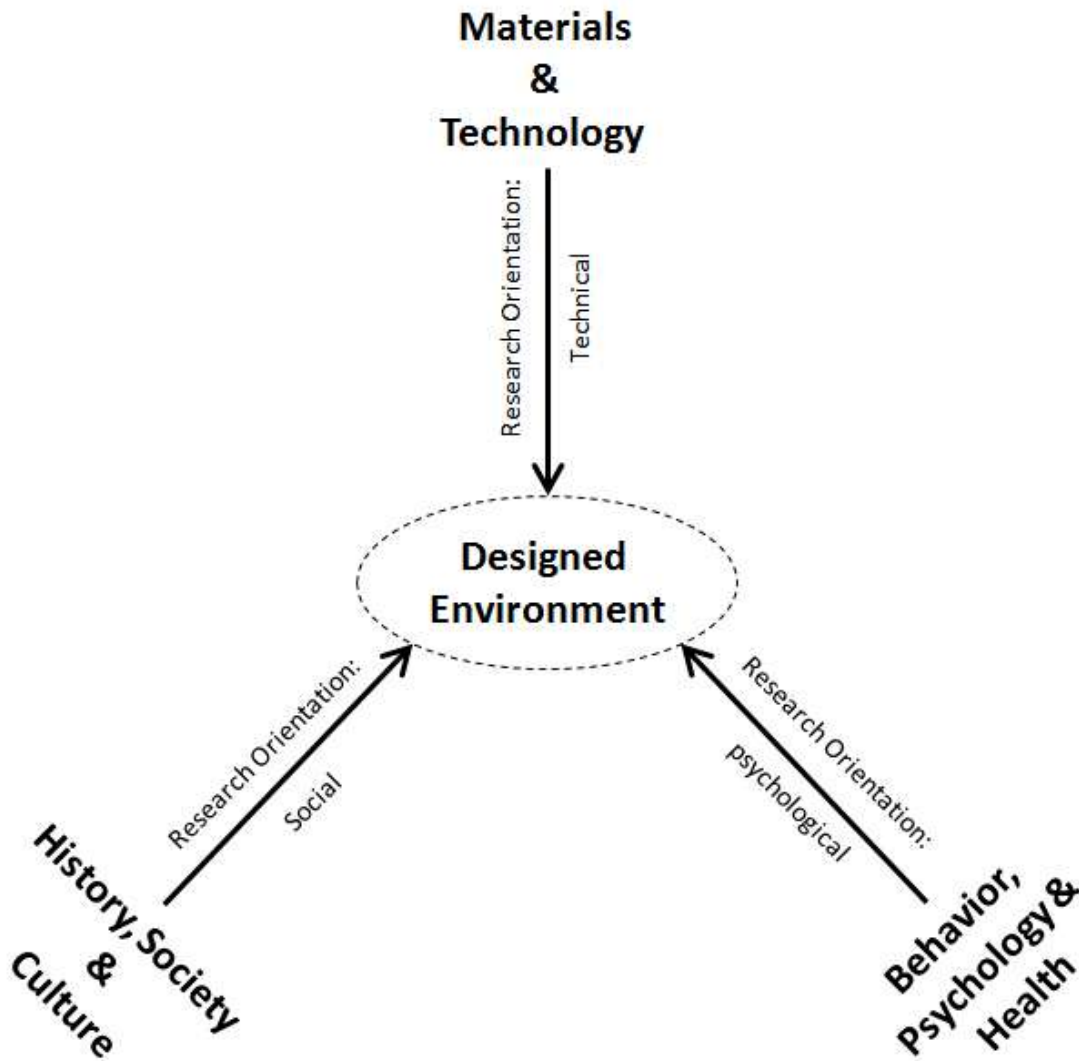 Materials
&
Technology
Research Orientation:
Technical
Designed
Environment
Research Orientation:
Social
History, Society
&
Culture
Research Orientation:
psychological
Behavior,
Psychology &
Health